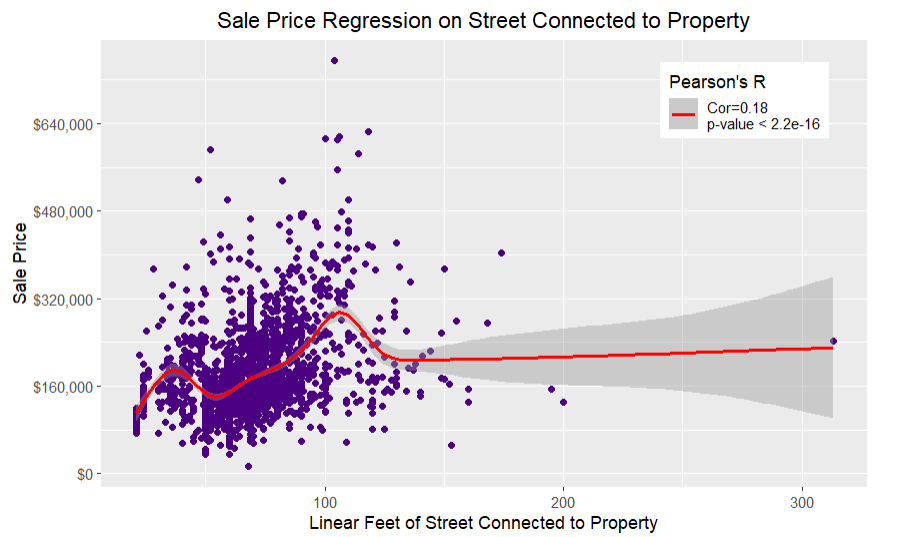 Sale Price Regression on Street Connected to Property
Pearson's R
Cor=0.18
p-value < 2.2e-16
Sale Price
$640,000
$480,000
$320,000
$160,000
$0
100
200
300
Linear Feet of Street Connected to Property